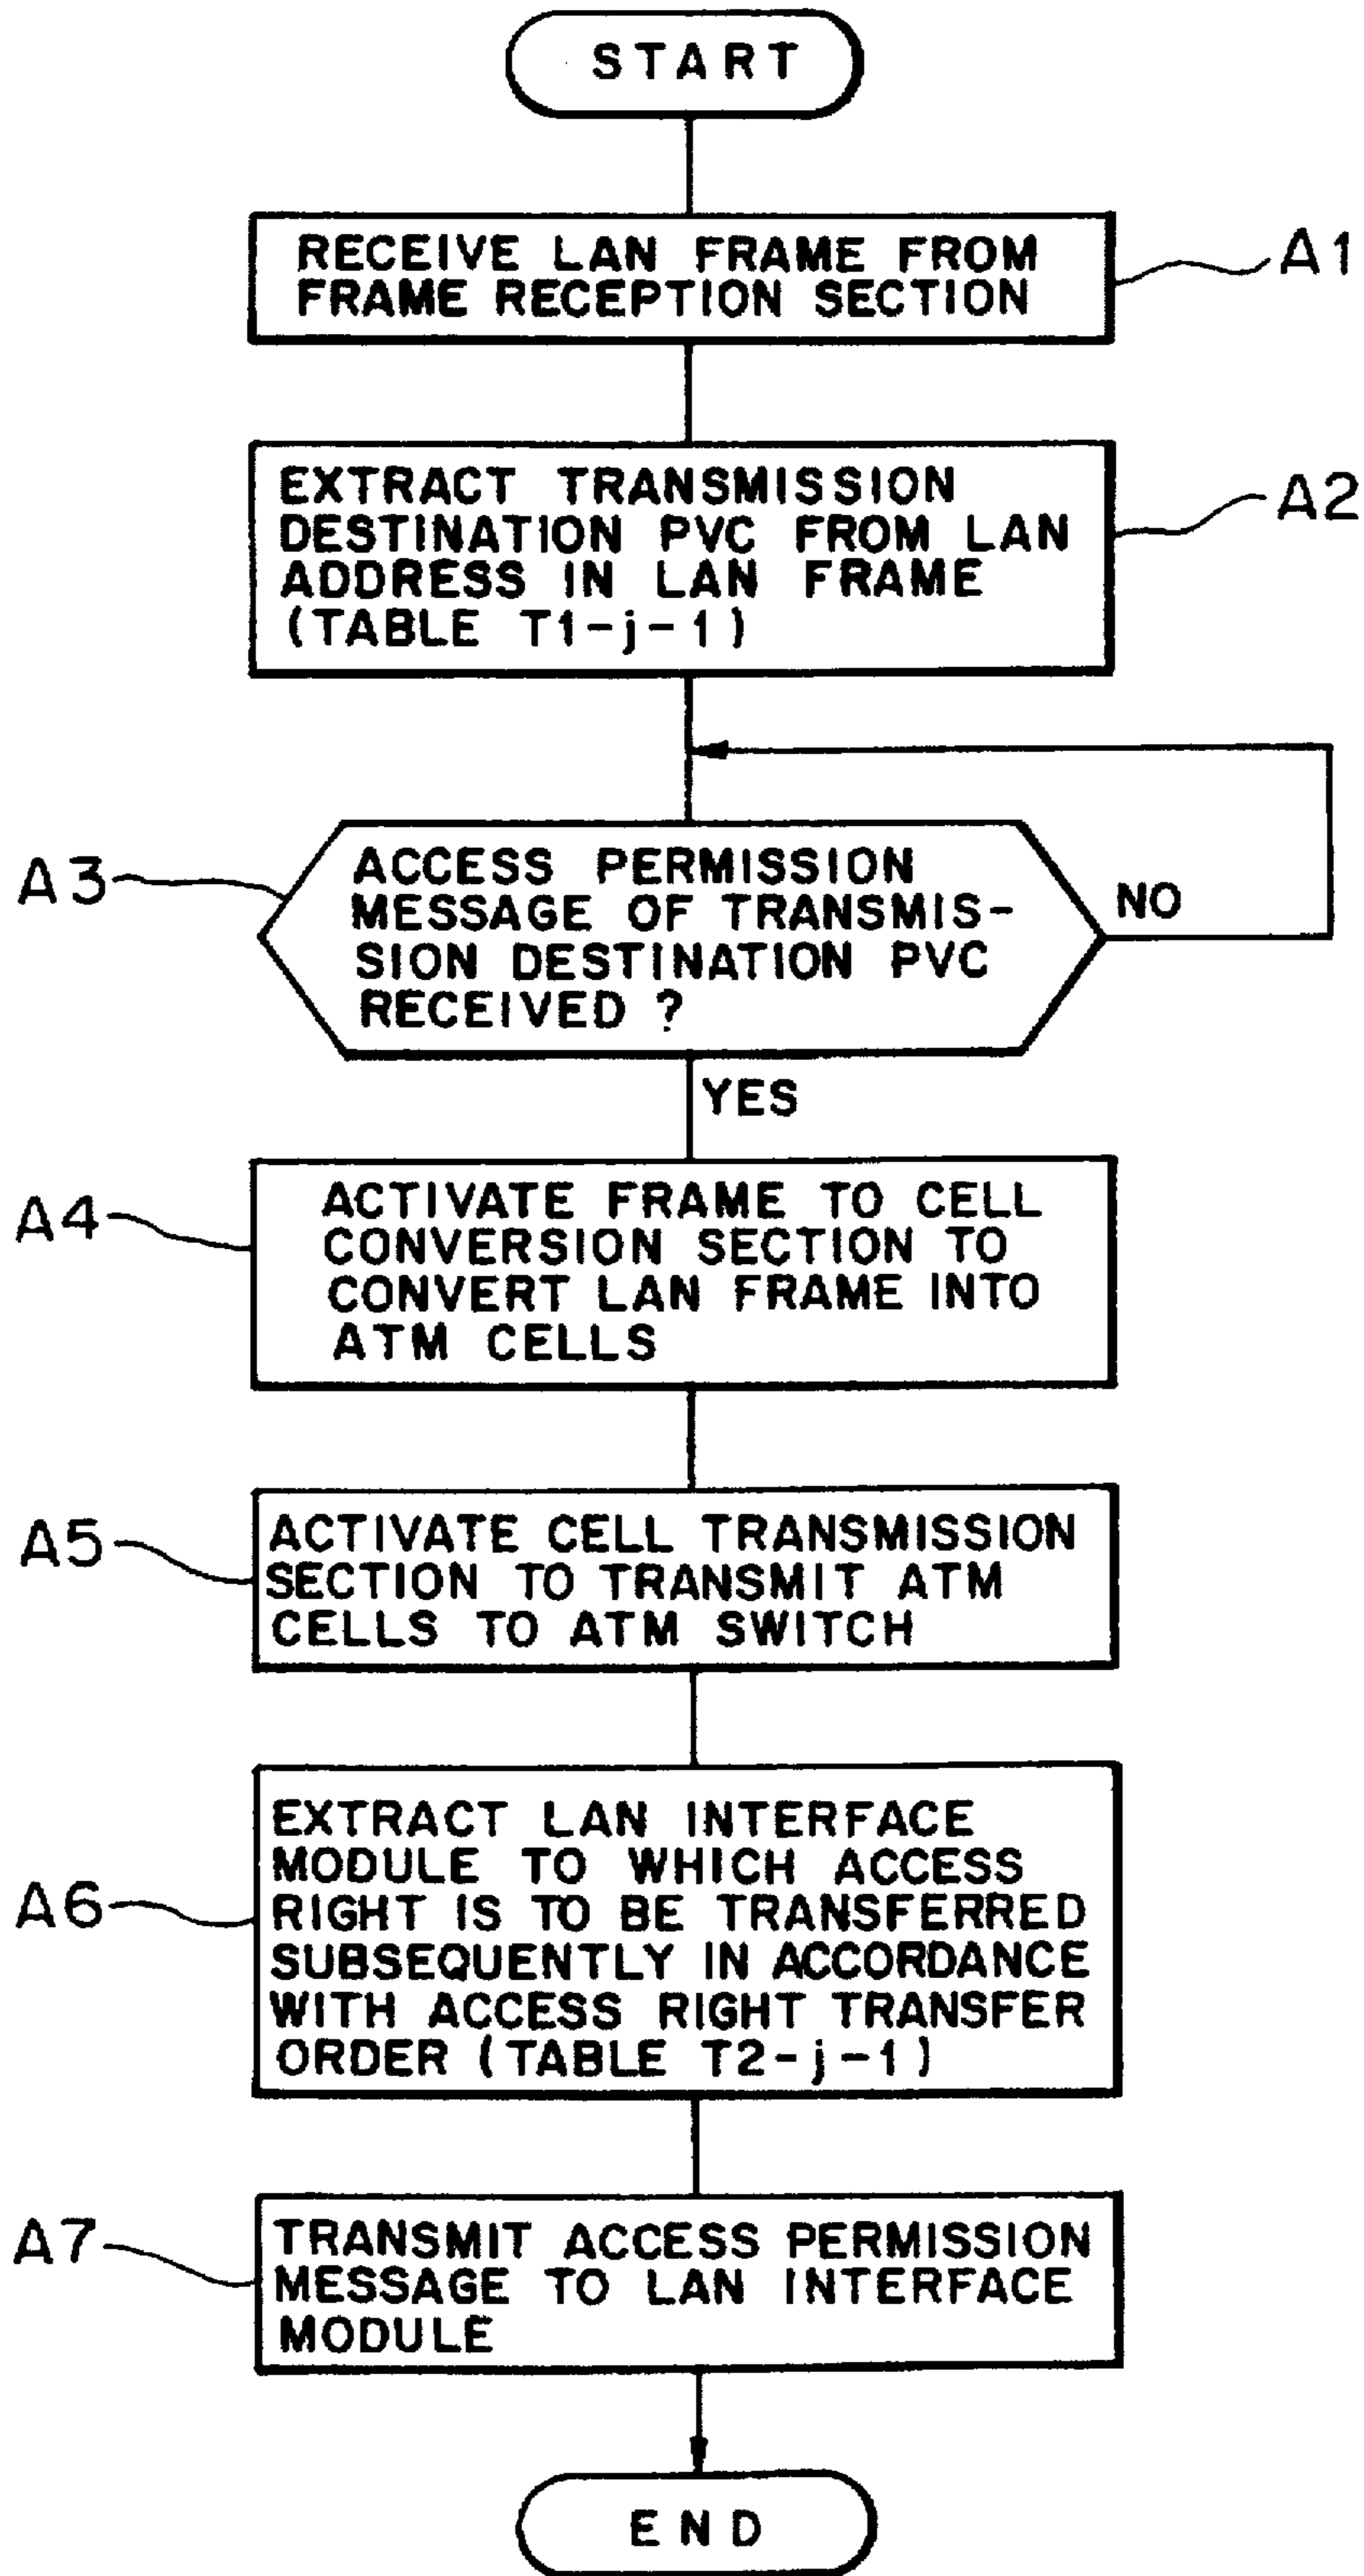 START
RECEIVE LAN FRAME FROM
FRAME RECEPTION SECTION
A1
EXTRACT TRANSMISSION
DESTINATION PVC FROM LAN
ADDRESS IN LAN FRAME
(TABLE T1-j-1)
A2
A3
ACCESS PERMISSION
MESSAGE OF TRANSMIS-
SION DESTINATION PVC
RECEIVED ?
NO
YES
A4
ACTIVATE FRAME TO CELL
CONVERSION SECTION TO
CONVERT LAN FRAME INTO
ATM CELLS
A5
ACTIVATE CELL TRANSMISSION
SECTION TO TRANSMIT ATM
CELLS TO ATM SWITCH
A6
EXTRACT LAN INTERFACE
MODULE TO WHICH ACCESS
RIGHT IS TO BE TRANSFERRED
SUBSEQUENTLY IN ACCORDANCE
WITH ACCESS RIGHT TRANSFER
ORDER (TABLE T2-j-1)
A7
TRANSMIT ACCESS PERMISSION
MESSAGE TO LAN INTERFACE
MODULE
END